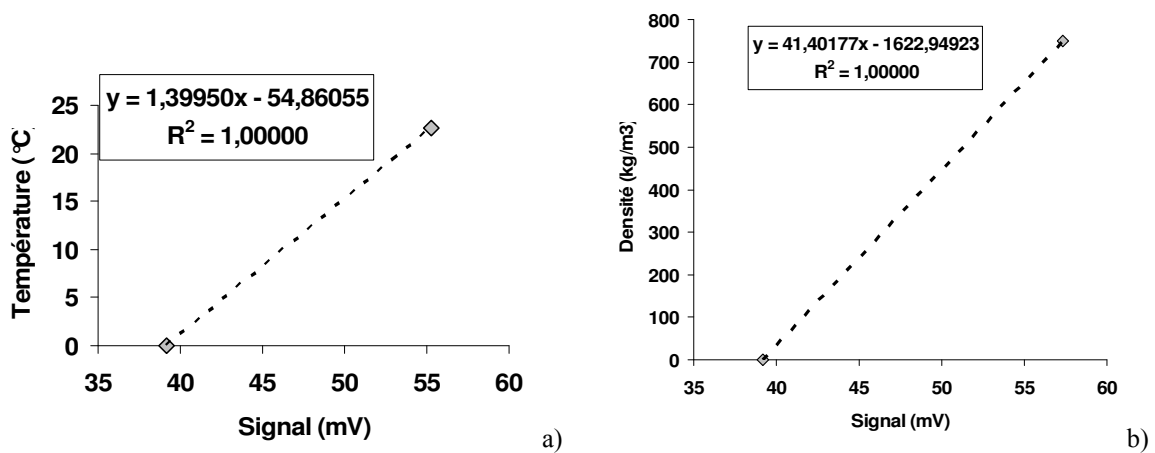 y = 1,39950x - 54,86055
R² = 1,00000
25
20
15
10
5
0
35 40 45 50 55 60
Température (°C)
Signal (mV)
a)
y = 41,40177x - 1622,94923
R² = 1,00000
800
700
600
500
400
300
200
100
0
35 40 45 50 55 60
Densité (kg/m3)
Signal (mV)
b)